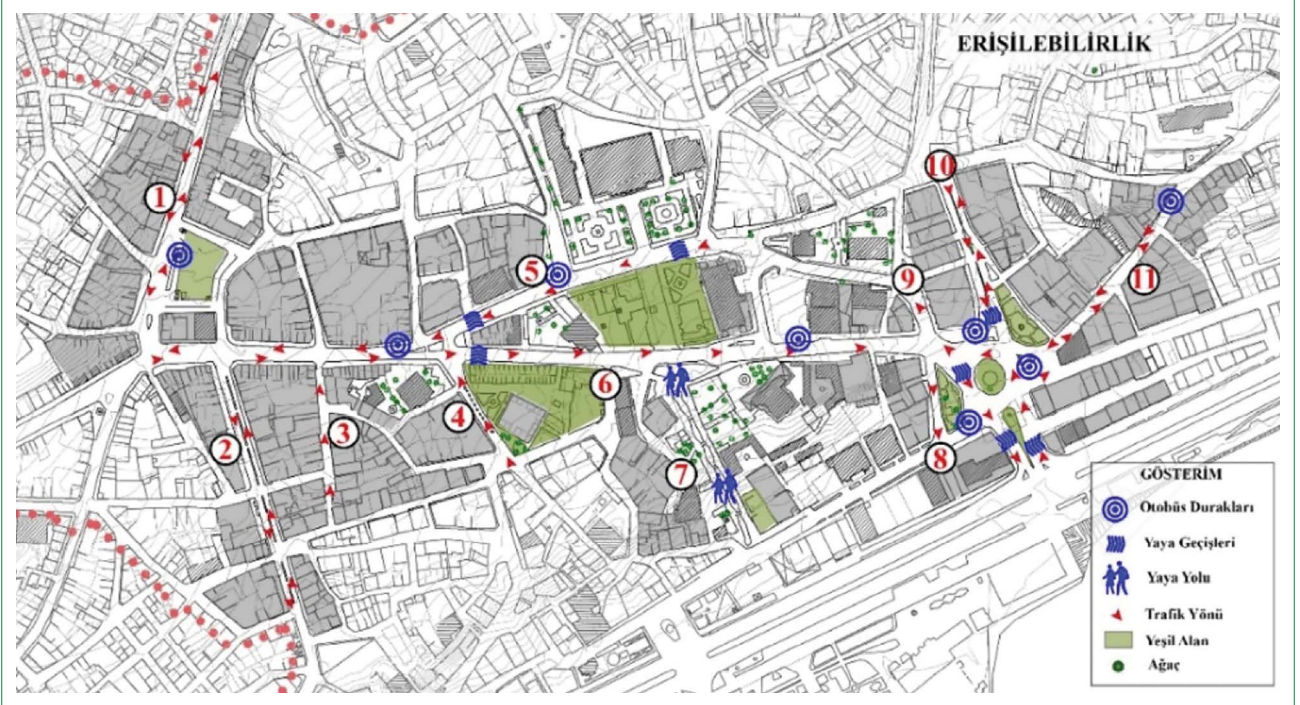 ERİŞİLEBİLİRLİK
10
1
11
5
9
6
4
3
2
7
8
GÖSTERİM
Otobüs Durakları
Yaya Geçişleri
Yaya Yolu
Trafik Yönü
Yeşil Alan
Ağaç